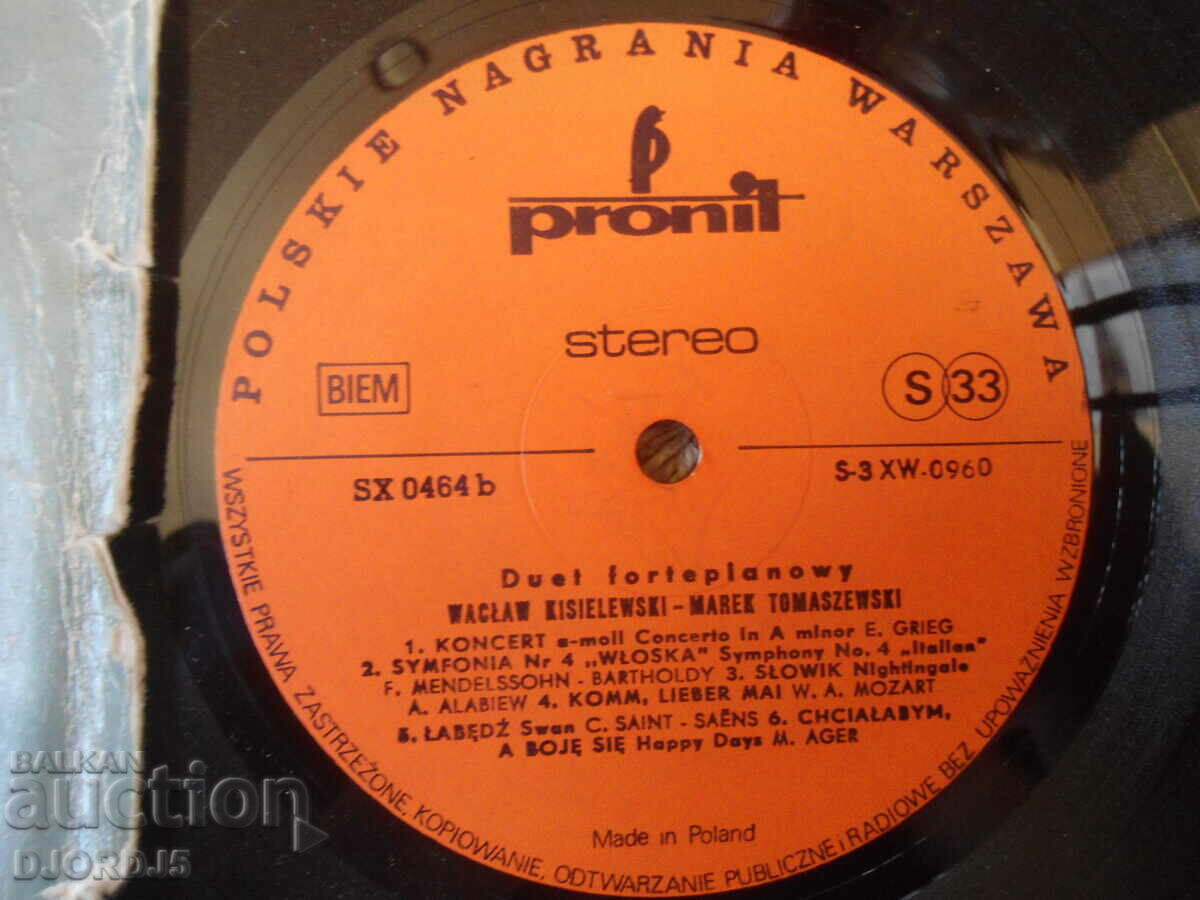 POLSKIE NAGRANIA WARSZAWA
pronit
stereo
BIEM
S 33
SX 0464 b
S-3 XW-0960
Duet fortepianowy
WACŁAW KISIELEWSKI - MAREK TOMASZEWSKI
1. KONCERT a-moll Concerto in A minor E. GRIEG
2. SYMFONIA Nr 4 „WŁOSKA" Symphony No. 4 „Italian"
F. MENDELSSOHN - BARTHOLDY 3. SŁOWIK Nightingale
A. ALABIEW 4. KOMM, LIEBER MAI W. A. MOZART
5. ŁABĘDŹ Swan C. SAINT - SAËNS 6. CHCIAŁABYM,
A BOJĘ SIĘ Happy Days M. AGER
Made in Poland
WSZYSTKIE PRAWA ZASTRZEŻONE, KOPIOWANIE, ODTWARZANIE PUBLICZNE i RADIOWE BEZ UPOWAŻNIENIA WZBRONIONE
BALKAN
auction
DJORDJ5